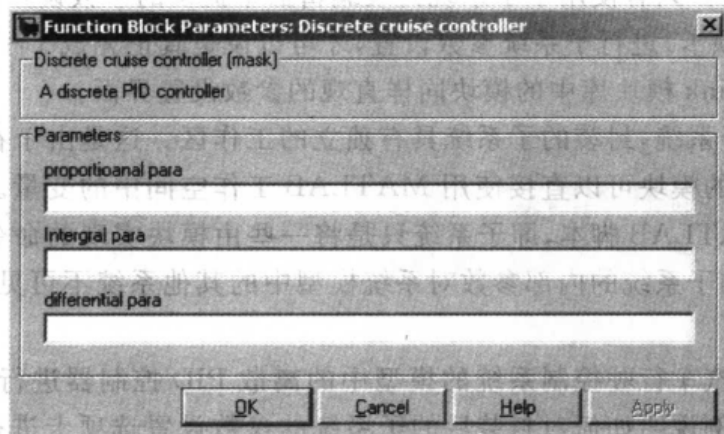 Function Block Parameters: Discrete cruise controller
Discrete cruise controller (mask)
A discrete PID controller
Parameters
proportioanal para
Intergral para
differential para
OK
Cancel
Help
Apply